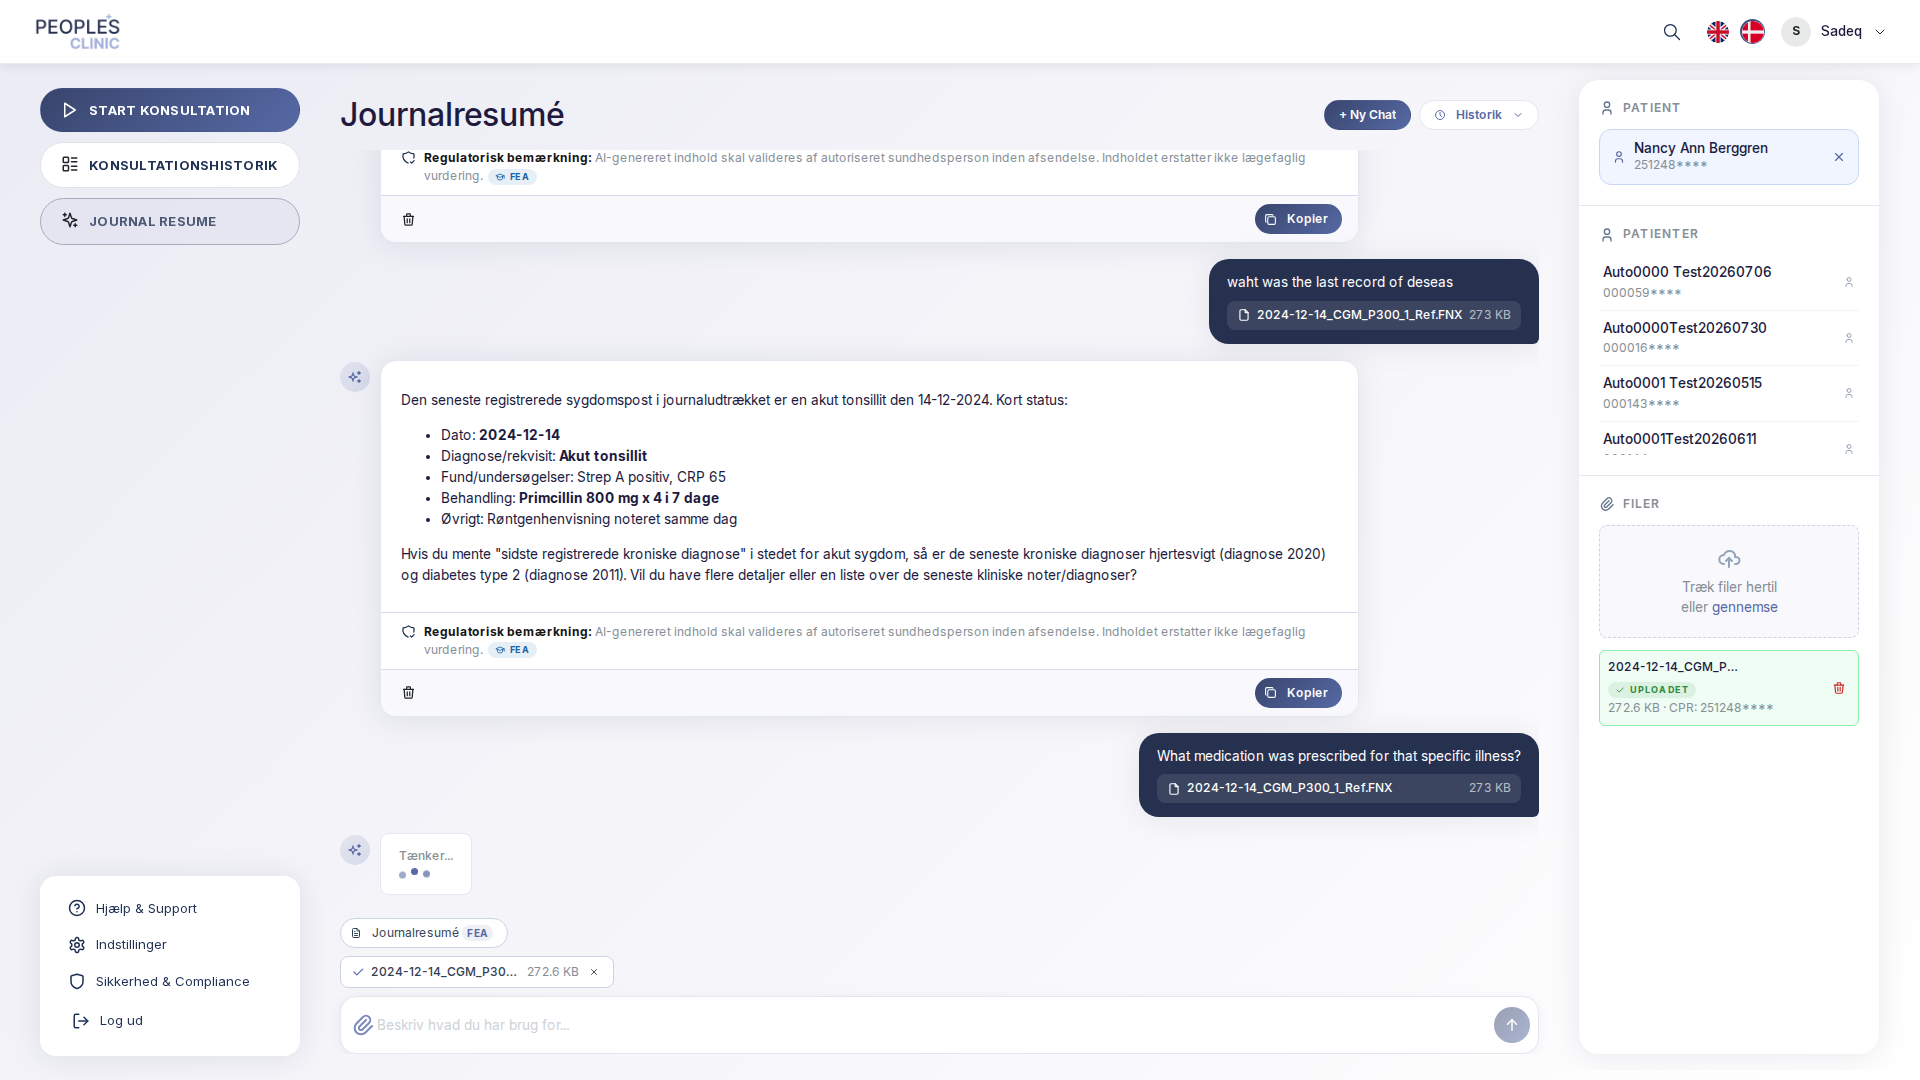 PEOPLES
CLINIC
S
Sadeq
START KONSULTATION
KONSULTATIONSHISTORIK
JOURNAL RESUME
Hjælp & Support
Indstillinger
Sikkerhed & Compliance
Log ud
Journalresumé
+ Ny Chat
Historik
Regulatorisk bemærkning: AI-genereret indhold skal valideres af autoriseret sundhedsperson inden afsendelse. Indholdet erstatter ikke lægefaglig
vurdering. FEA
Kopler
waht was the last record of deseas
2024-12-14_CGM_P300_1_Ref.FNX 273 KB
Den seneste registrerede sygdomspost i journaludtrækket er en akut tonsillit den 14-12-2024. Kort status:
• Dato: 2024-12-14
• Diagnose/rekvisit: Akut tonsillit
• Fund/undersøgelser: Strep A positiv, CRP 65
• Behandling: Primcillin 800 mg x 4 i 7 dage
• Øvrigt: Røntgenhenvisning noteret samme dag
Hvis du mente "sidste registrerede kroniske diagnose" i stedet for akut sygdom, så er de seneste kroniske diagnoser hjertesvigt (diagnose 2020)
og diabetes type 2 (diagnose 2011). Vil du have flere detaljer eller en liste over de seneste kliniske noter/diagnoser?
Regulatorisk bemærkning: AI-genereret indhold skal valideres af autoriseret sundhedsperson inden afsendelse. Indholdet erstatter ikke lægefaglig
vurdering. FEA
Kopler
What medication was prescribed for that specific illness?
2024-12-14_CGM_P300_1_Ref.FNX 273 KB
Tænker...
Journalresumé FEA
2024-12-14_CGM_P30... 272.6 KB
Beskriv hvad du har brug for...
PATIENT
Nancy Ann Berggren
251248****
PATIENTER
Auto0000 Test20260706
000059****
Auto0000Test20260730
000016****
Auto0001 Test20260515
000143****
Auto0001Test20260611
FILER
Træk filer hertil
eller gennemse
2024-12-14_CGM_P...
UPLOADET
272.6 KB · CPR: 251248****